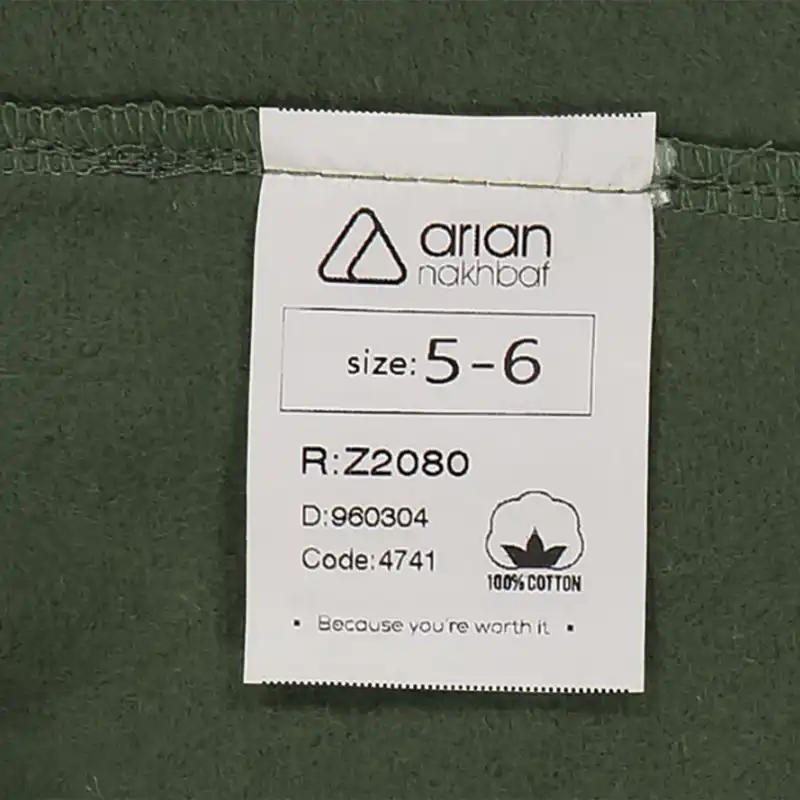 arian
nakhbaf
size: 5-6
R:Z2080
D:960304
Code:4741
100% COTTON
▪ Because you're worth it ▪